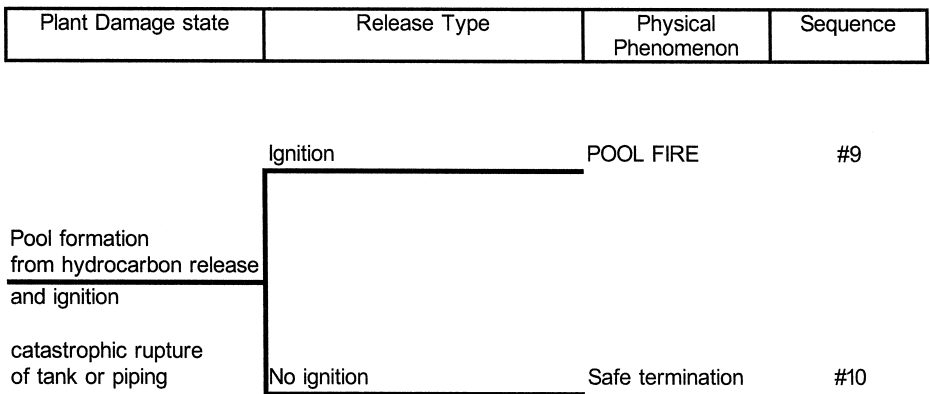 Plant Damage state
Release Type
Physical
Phenomenon
Sequence
Ignition
POOL FIRE
#9
Pool formation
from hydrocarbon release
and ignition
catastrophic rupture
of tank or piping
No ignition
Safe termination
#10